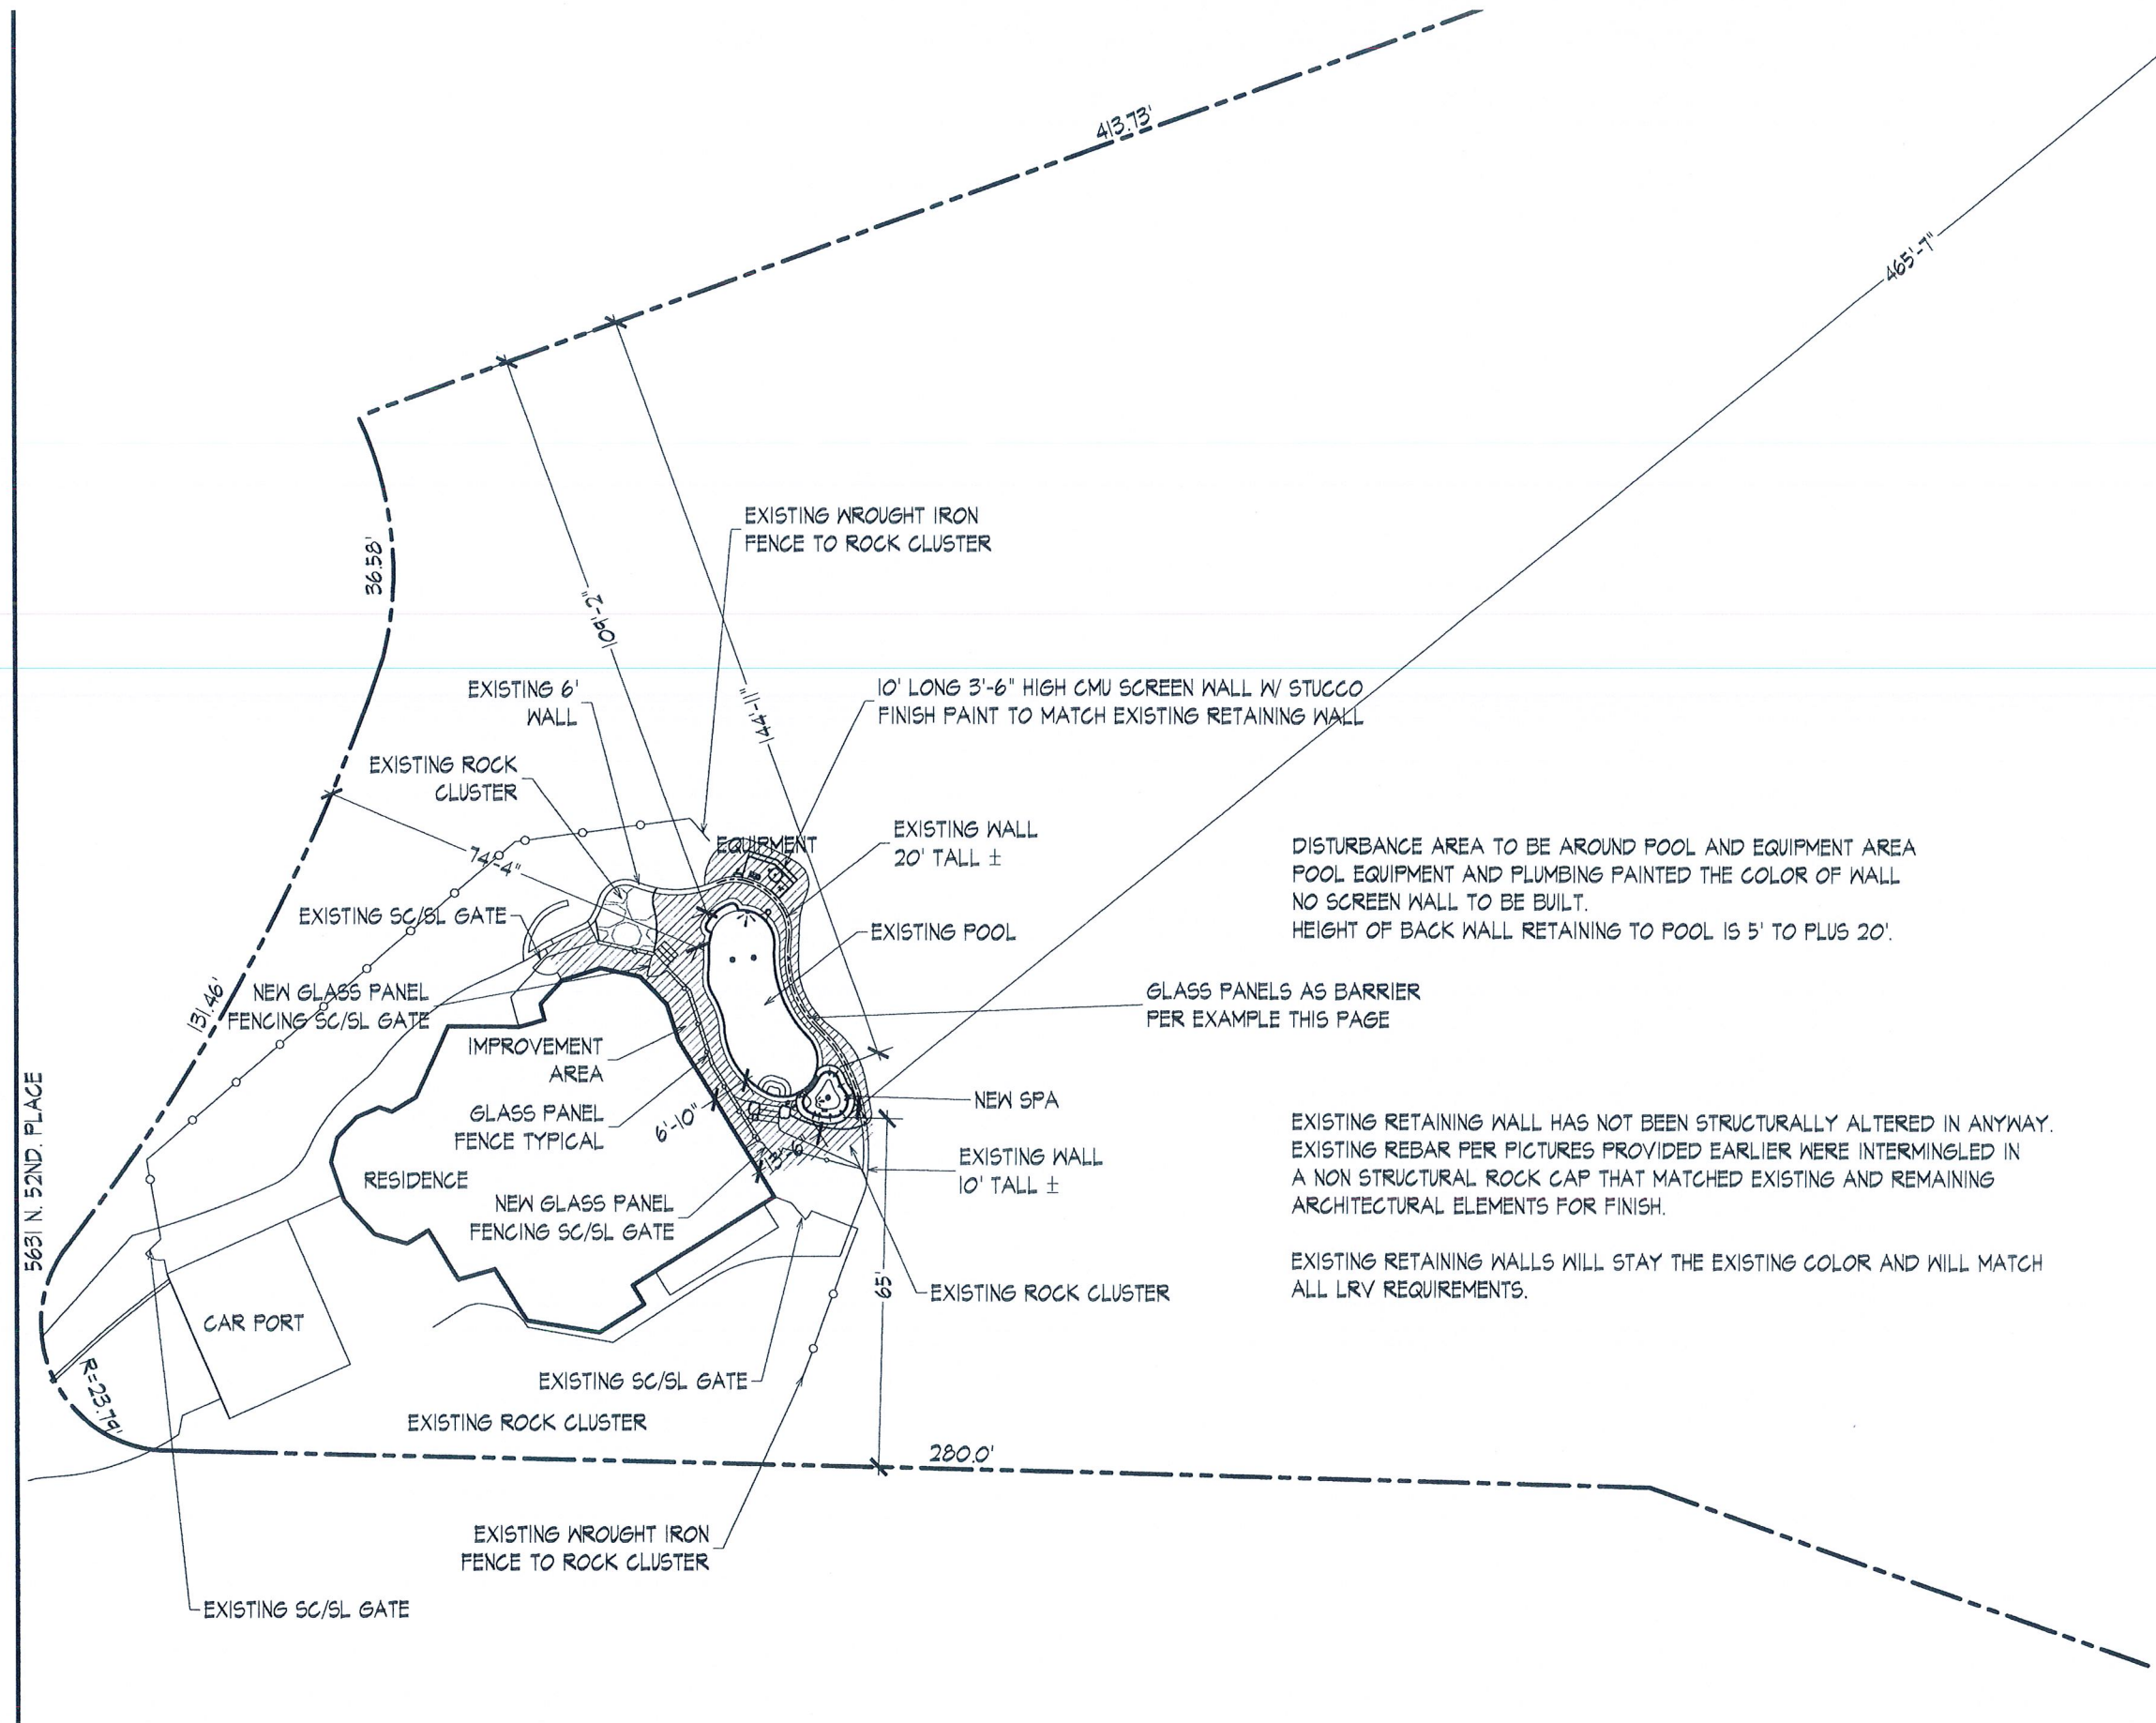 413.73'
465'-7"
36.58'
EXISTING WROUGHT IRON
FENCE TO ROCK CLUSTER
109'-2"
144'-11"
EXISTING 6'
WALL
10' LONG 3'-6" HIGH CMU SCREEN WALL W/ STUCCO
FINISH PAINT TO MATCH EXISTING RETAINING WALL
EXISTING ROCK
CLUSTER
EQUIPMENT
EXISTING WALL
20' TALL ±
74'-4"
DISTURBANCE AREA TO BE AROUND POOL AND EQUIPMENT AREA
POOL EQUIPMENT AND PLUMBING PAINTED THE COLOR OF WALL
NO SCREEN WALL TO BE BUILT.
HEIGHT OF BACK WALL RETAINING TO POOL IS 5' TO PLUS 20'.
EXISTING SC/SL GATE
EXISTING POOL
131.46'
NEW GLASS PANEL
FENCING SC/SL GATE
GLASS PANELS AS BARRIER
PER EXAMPLE THIS PAGE
IMPROVEMENT
AREA
5631 N. 52ND. PLACE
GLASS PANEL
FENCE TYPICAL
6'-10"
NEW SPA
EXISTING RETAINING WALL HAS NOT BEEN STRUCTURALLY ALTERED IN ANYWAY.
EXISTING REBAR PER PICTURES PROVIDED EARLIER WERE INTERMINGLED IN
A NON STRUCTURAL ROCK CAP THAT MATCHED EXISTING AND REMAINING
ARCHITECTURAL ELEMENTS FOR FINISH.
13'-6"
EXISTING WALL
10' TALL ±
RESIDENCE
NEW GLASS PANEL
FENCING SC/SL GATE
EXISTING RETAINING WALLS WILL STAY THE EXISTING COLOR AND WILL MATCH
ALL LRV REQUIREMENTS.
65'
EXISTING ROCK CLUSTER
CAR PORT
R=23.79'
EXISTING SC/SL GATE
EXISTING ROCK CLUSTER
280.0'
EXISTING WROUGHT IRON
FENCE TO ROCK CLUSTER
EXISTING SC/SL GATE